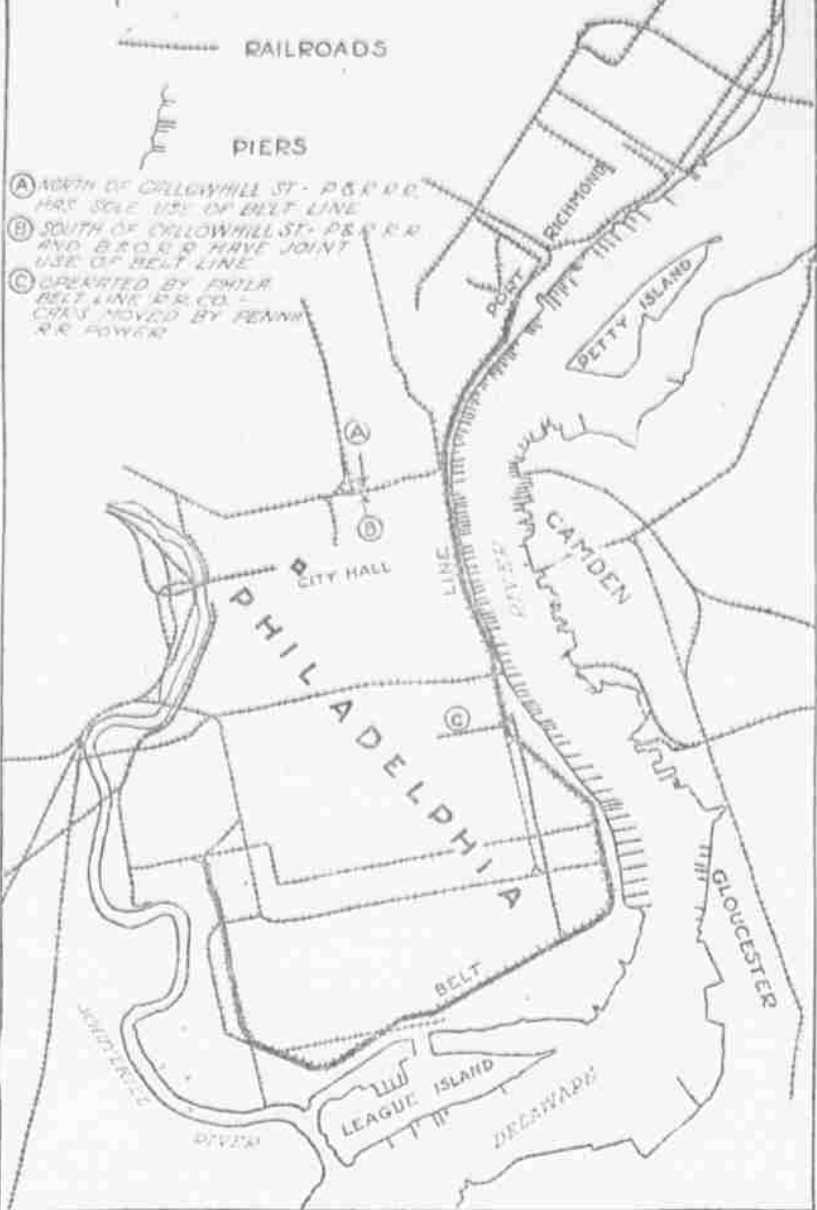 RAILROADS
PIERS
Ⓐ NORTH OF CALLOWHILL ST - P & R R R.
HAS SOLE USE OF BELT LINE
Ⓑ SOUTH OF CALLOWHILL ST - P & R R R
AND B & O R R HAVE JOINT
USE OF BELT LINE
Ⓒ OPERATED BY PHILA
BELT LINE R.R. CO. -
CARS MOVED BY PENNA
R R POWER
PORT RICHMOND
PETTY ISLAND
Ⓐ
Ⓑ
CAMDEN
CITY HALL
LINE
RIVER
PHILADELPHIA
Ⓒ
GLOUCESTER
BELT
SCHUYLKILL
RIVER
LEAGUE ISLAND
DELAWARE